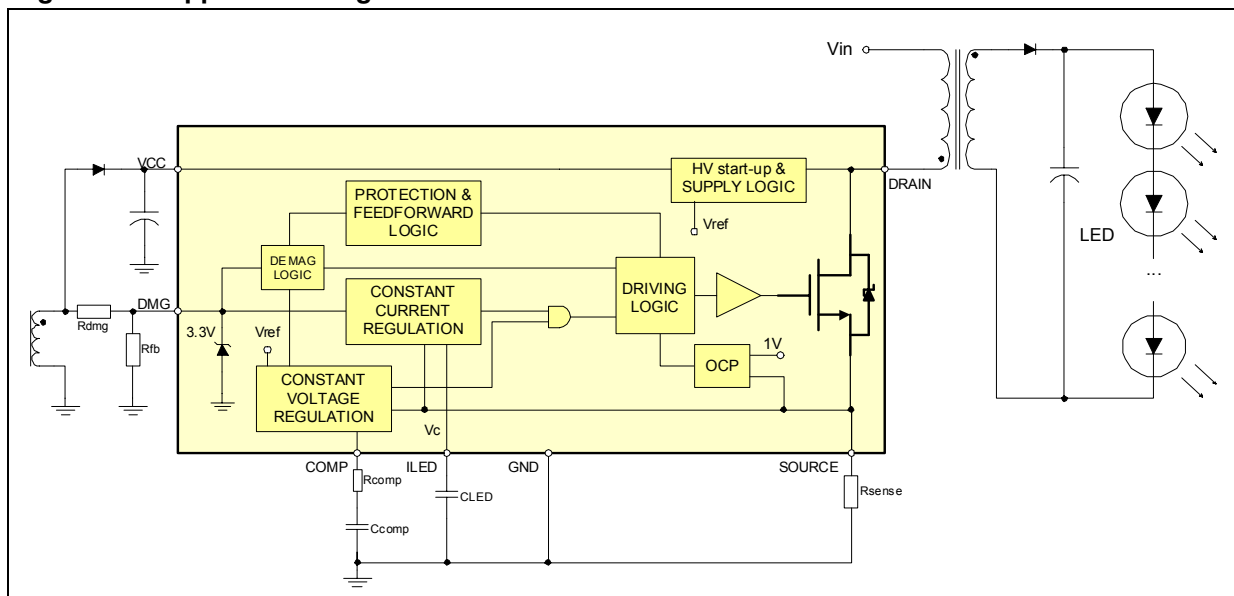 Vin
VCC
HV start-up &
SUPPLY LOGIC
DRAIN
PROTECTION &
FEEDFORWARD
LOGIC
Vref
LED
DEMAG
LOGIC
...
DMG
CONSTANT
CURRENT
REGULATION
DRIVING
LOGIC
Rdmg
3.3V
Vref
Rfb
1V
OCP
CONSTANT
VOLTAGE
REGULATION
Vc
COMP
ILED
GND
SOURCE
Rcomp
CLED
Rsense
Ccomp